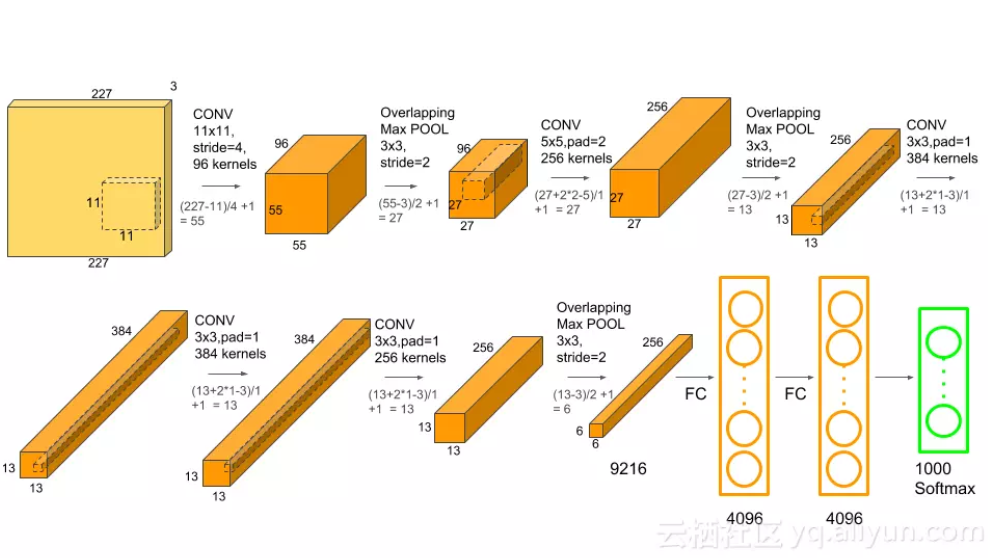 227
3
11
11
227
CONV
11x11,
stride=4,
96 kernels
(227-11)/4 +1
= 55
96
55
55
Overlapping
Max POOL
3x3,
stride=2
(55-3)/2 +1
= 27
96
27
27
CONV
5x5,pad=2
256 kernels
(27+2*2-5)/1
+1 = 27
256
27
27
Overlapping
Max POOL
3x3,
stride=2
(27-3)/2 +1
= 13
256
13
13
CONV
3x3,pad=1
384 kernels
(13+2*1-3)/1
+1 = 13
384
13
13
CONV
3x3,pad=1
384 kernels
(13+2*1-3)/1
+1 = 13
384
13
13
CONV
3x3,pad=1
256 kernels
(13+2*1-3)/1
+1 = 13
256
13
13
Overlapping
Max POOL
3x3,
stride=2
(13-3)/2 +1
= 6
256
6
6
9216
FC
4096
FC
4096
1000
Softmax
云栖社区 yq.aliyun.com